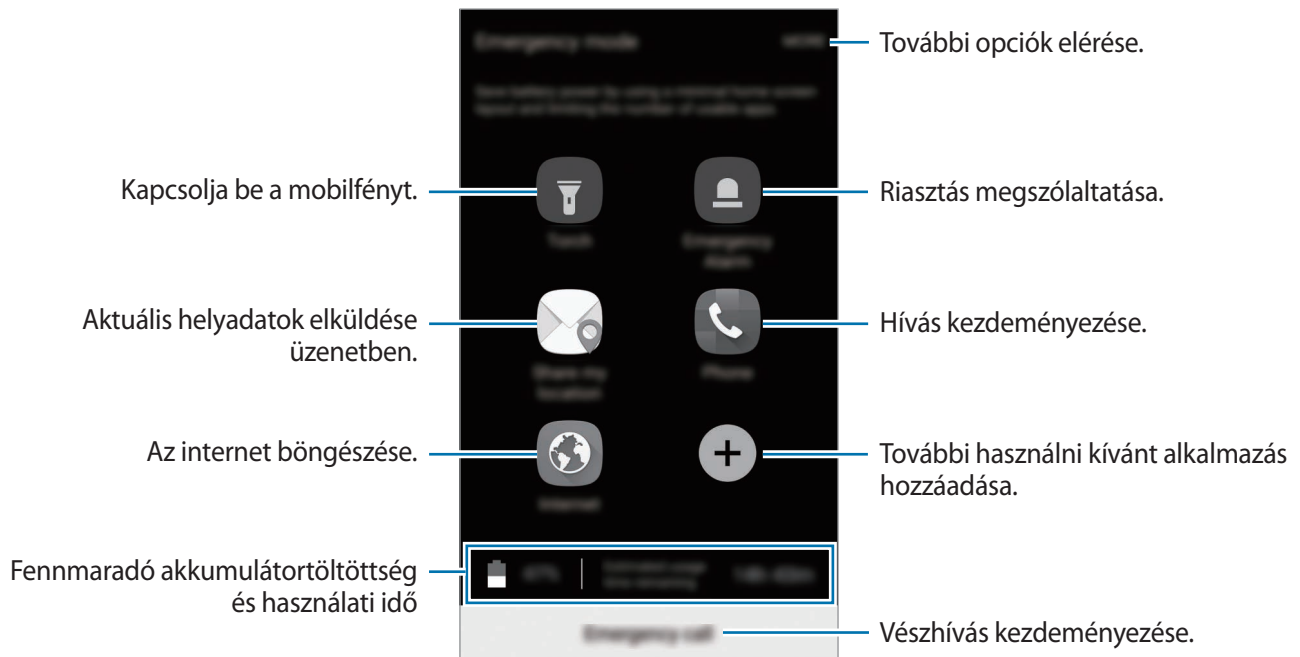 Emergency mode
MORE
További opciók elérése.
Save battery power by using a minimal home screen
layout and limiting the number of usable apps.
Kapcsolja be a mobilfényt.
Riasztás megszólaltatása.
Torch
Emergency
Alarm
Aktuális helyadatok elküldése
üzenetben.
Hívás kezdeményezése.
Share my
location
Phone
Az internet böngészése.
További használni kívánt alkalmazás
hozzáadása.
Internet
Fennmaradó akkumulátortöltöttség
és használati idő
Estimated usage
time remaining
Emergency call
Vészhívás kezdeményezése.